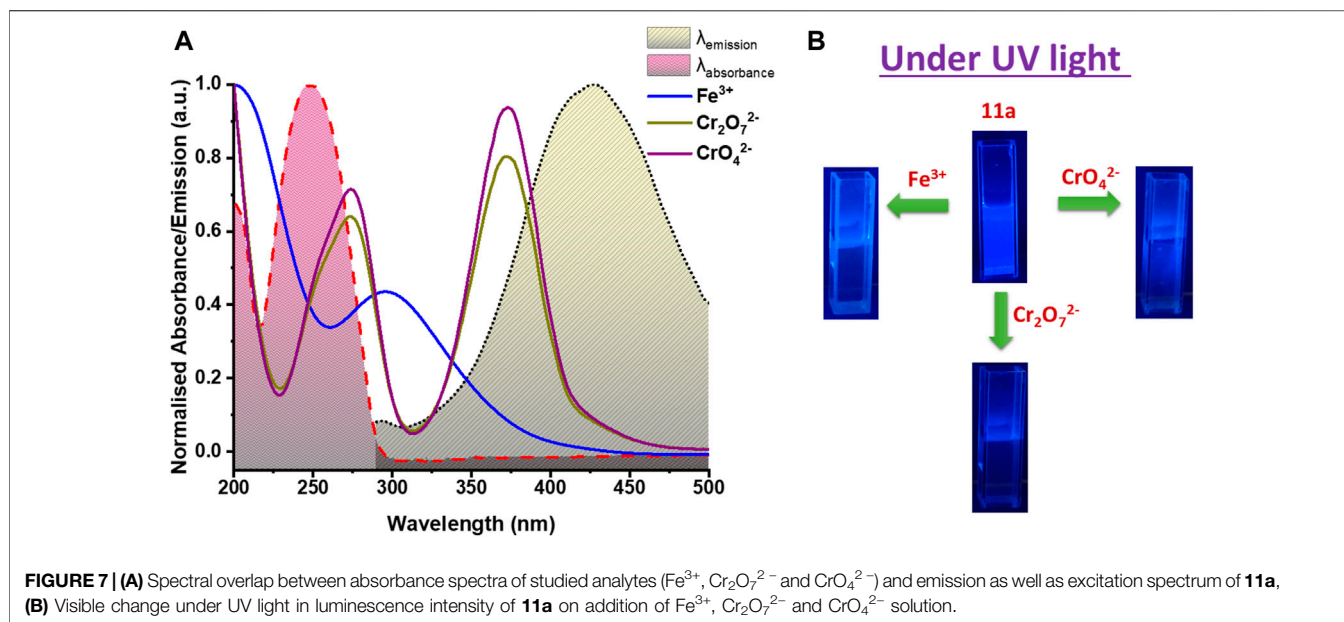 A
λemission
λabsorbance
Fe³⁺
Cr₂O₇²⁻
CrO₄²⁻
Normalised Absorbance/Emission (a.u.)
1.0
0.8
0.6
0.4
0.2
0.0
200 250 300 350 400 450 500
Wavelength (nm)
B
Under UV light
11a
Fe³⁺
CrO₄²⁻
Cr₂O₇²⁻
FIGURE 7 | (A) Spectral overlap between absorbance spectra of studied analytes (Fe³⁺, Cr₂O₇²⁻ and CrO₄²⁻) and emission as well as excitation spectrum of 11a,
(B) Visible change under UV light in luminescence intensity of 11a on addition of Fe³⁺, Cr₂O₇²⁻ and CrO₄²⁻ solution.